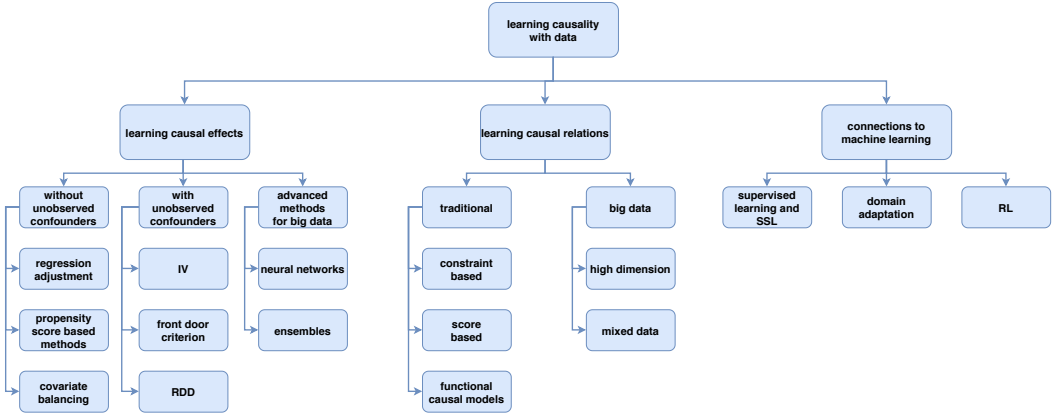 learning causality
with data
learning causal effects
learning causal relations
connections to
machine learning
without
unobserved
confounders
with
unobserved
confounders
advanced
methods
for big data
traditional
big data
supervised
learning and
SSL
domain
adaptation
RL
regression
adjustment
IV
neural networks
constraint
based
high dimension
propensity
score based
methods
front door
criterion
ensembles
score
based
mixed data
covariate
balancing
RDD
functional
causal models